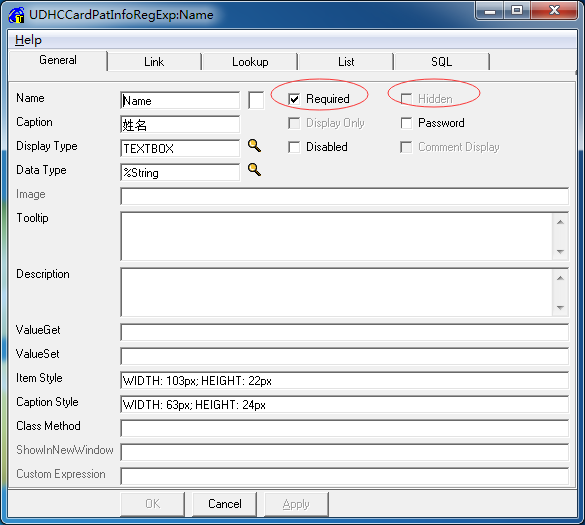 UDHCCardPatInfoRegExp:Name
Help
General Link Lookup List SQL
Name Name Required Hidden
Caption 姓名 Display Only Password
Display Type TEXTBOX Disabled Comment Display
Data Type %String
Image
Tooltip
Description
ValueGet
ValueSet
Item Style WIDTH: 103px; HEIGHT: 22px
Caption Style WIDTH: 63px; HEIGHT: 24px
Class Method
ShowInNewWindow
Custom Expression
OK Cancel Apply